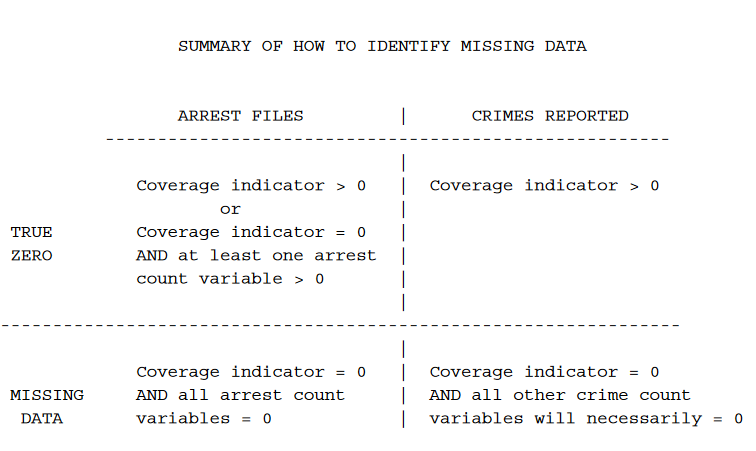 SUMMARY OF HOW TO IDENTIFY MISSING DATA
ARREST FILES | CRIMES REPORTED
------------------------------------------------------
|
Coverage indicator > 0 | Coverage indicator > 0
or |
TRUE Coverage indicator = 0 |
ZERO AND at least one arrest |
count variable > 0 |
|
-----------------------------------------------------------------
|
Coverage indicator = 0 | Coverage indicator = 0
MISSING AND all arrest count | AND all other crime count
DATA variables = 0 | variables will necessarily = 0